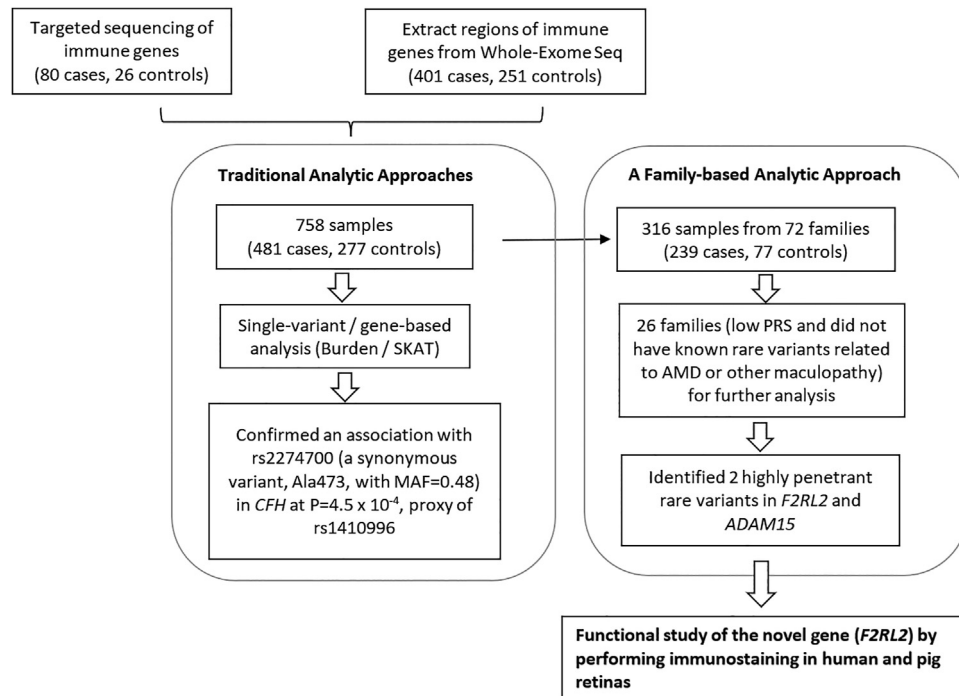 Targeted sequencing of
immune genes
(80 cases, 26 controls)
Extract regions of immune
genes from Whole-Exome Seq
(401 cases, 251 controls)
Traditional Analytic Approaches
758 samples
(481 cases, 277 controls)
Single-variant / gene-based
analysis (Burden / SKAT)
Confirmed an association with
rs2274700 (a synonymous
variant, Ala473, with MAF=0.48)
in CFH at P=4.5 x 10⁻⁴, proxy of
rs1410996
A Family-based Analytic Approach
316 samples from 72 families
(239 cases, 77 controls)
26 families (low PRS and did not
have known rare variants related
to AMD or other maculopathy)
for further analysis
Identified 2 highly penetrant
rare variants in F2RL2 and
ADAM15
Functional study of the novel gene (F2RL2) by
performing immunostaining in human and pig
retinas